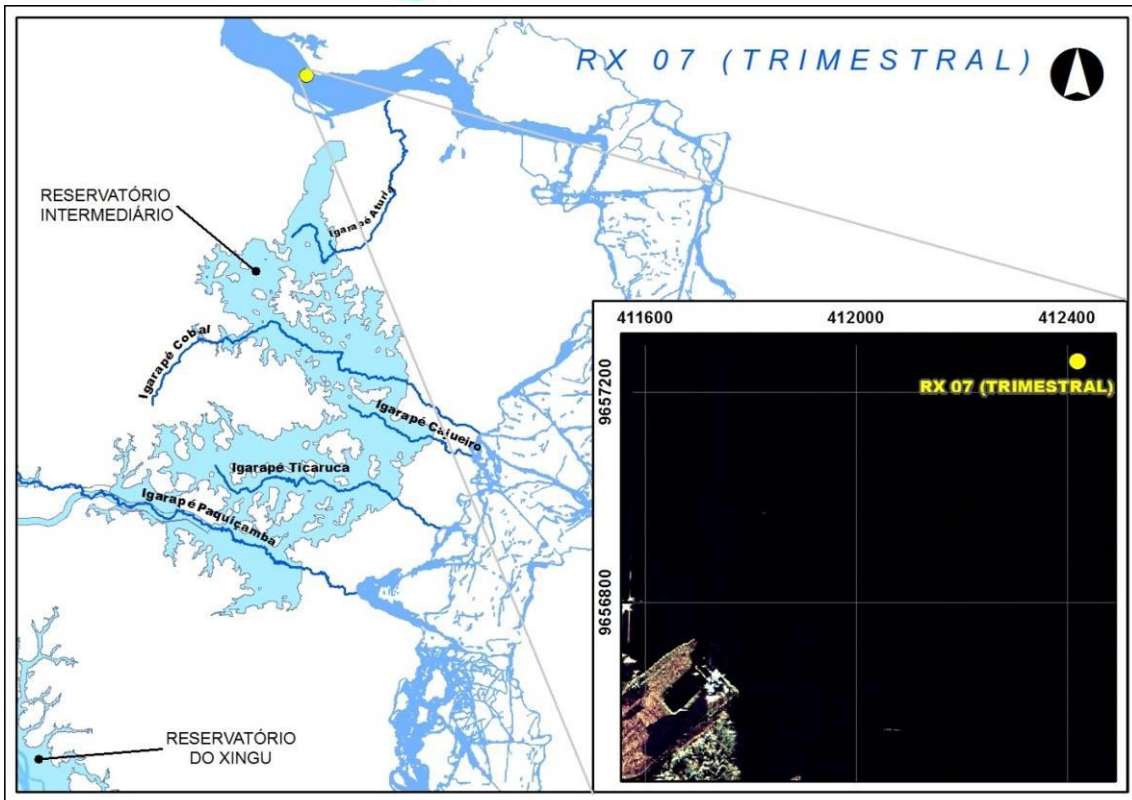 RX 07 (TRIMESTRAL)
RESERVATÓRIO
INTERMEDIÁRIO
Igarapé Aturiá
Igarapé Cobal
Igarapé Cajueiro
Igarapé Ticaruca
Igarapé Paquiçamba
RESERVATÓRIO
DO XINGU
411600 412000 412400
9657200
RX 07 (TRIMESTRAL)
9656800